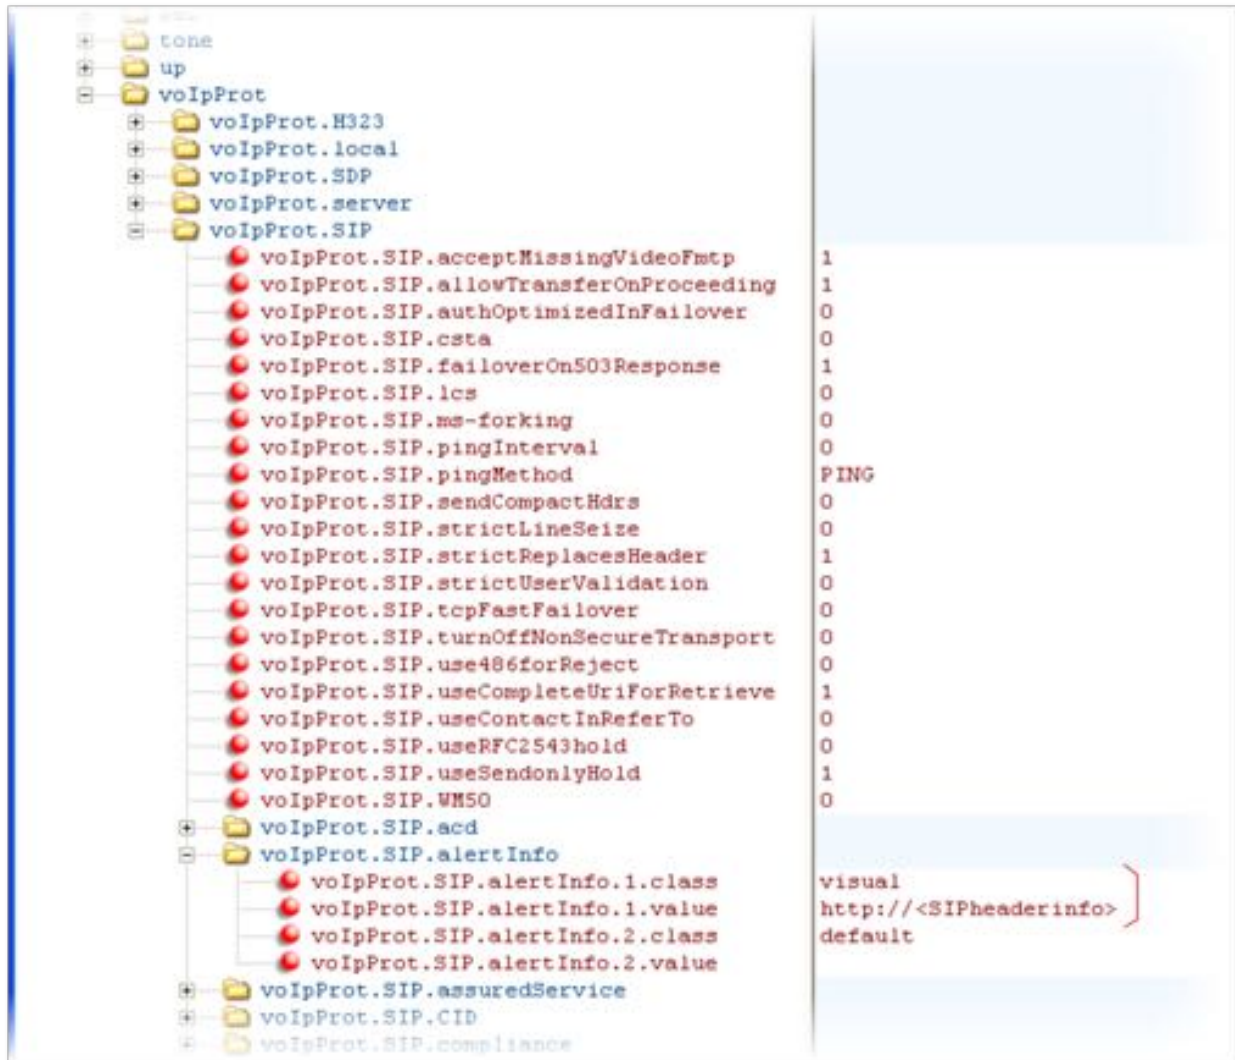 tone
up
voIpProt
voIpProt.H323
voIpProt.local
voIpProt.SDP
voIpProt.server
voIpProt.SIP
voIpProt.SIP.acceptMissingVideoFmtp 1
voIpProt.SIP.allowTransferOnProceeding 1
voIpProt.SIP.authOptimizedInFailover 0
voIpProt.SIP.csta 0
voIpProt.SIP.failoverOn503Response 1
voIpProt.SIP.lcs 0
voIpProt.SIP.ms-forking 0
voIpProt.SIP.pingInterval 0
voIpProt.SIP.pingMethod PING
voIpProt.SIP.sendCompactHdrs 0
voIpProt.SIP.strictLineSeize 0
voIpProt.SIP.strictReplacesHeader 1
voIpProt.SIP.strictUserValidation 0
voIpProt.SIP.tcpFastFailover 0
voIpProt.SIP.turnOffNonSecureTransport 0
voIpProt.SIP.use486forReject 0
voIpProt.SIP.useCompleteUriForRetrieve 1
voIpProt.SIP.useContactInReferTo 0
voIpProt.SIP.useRFC2543hold 0
voIpProt.SIP.useSendonlyHold 1
voIpProt.SIP.WM50 0
voIpProt.SIP.acd
voIpProt.SIP.alertInfo
voIpProt.SIP.alertInfo.1.class visual
voIpProt.SIP.alertInfo.1.value http://<SIPheaderinfo>
voIpProt.SIP.alertInfo.2.class default
voIpProt.SIP.alertInfo.2.value
voIpProt.SIP.assuredService
voIpProt.SIP.CID
voIpProt.SIP.compliance